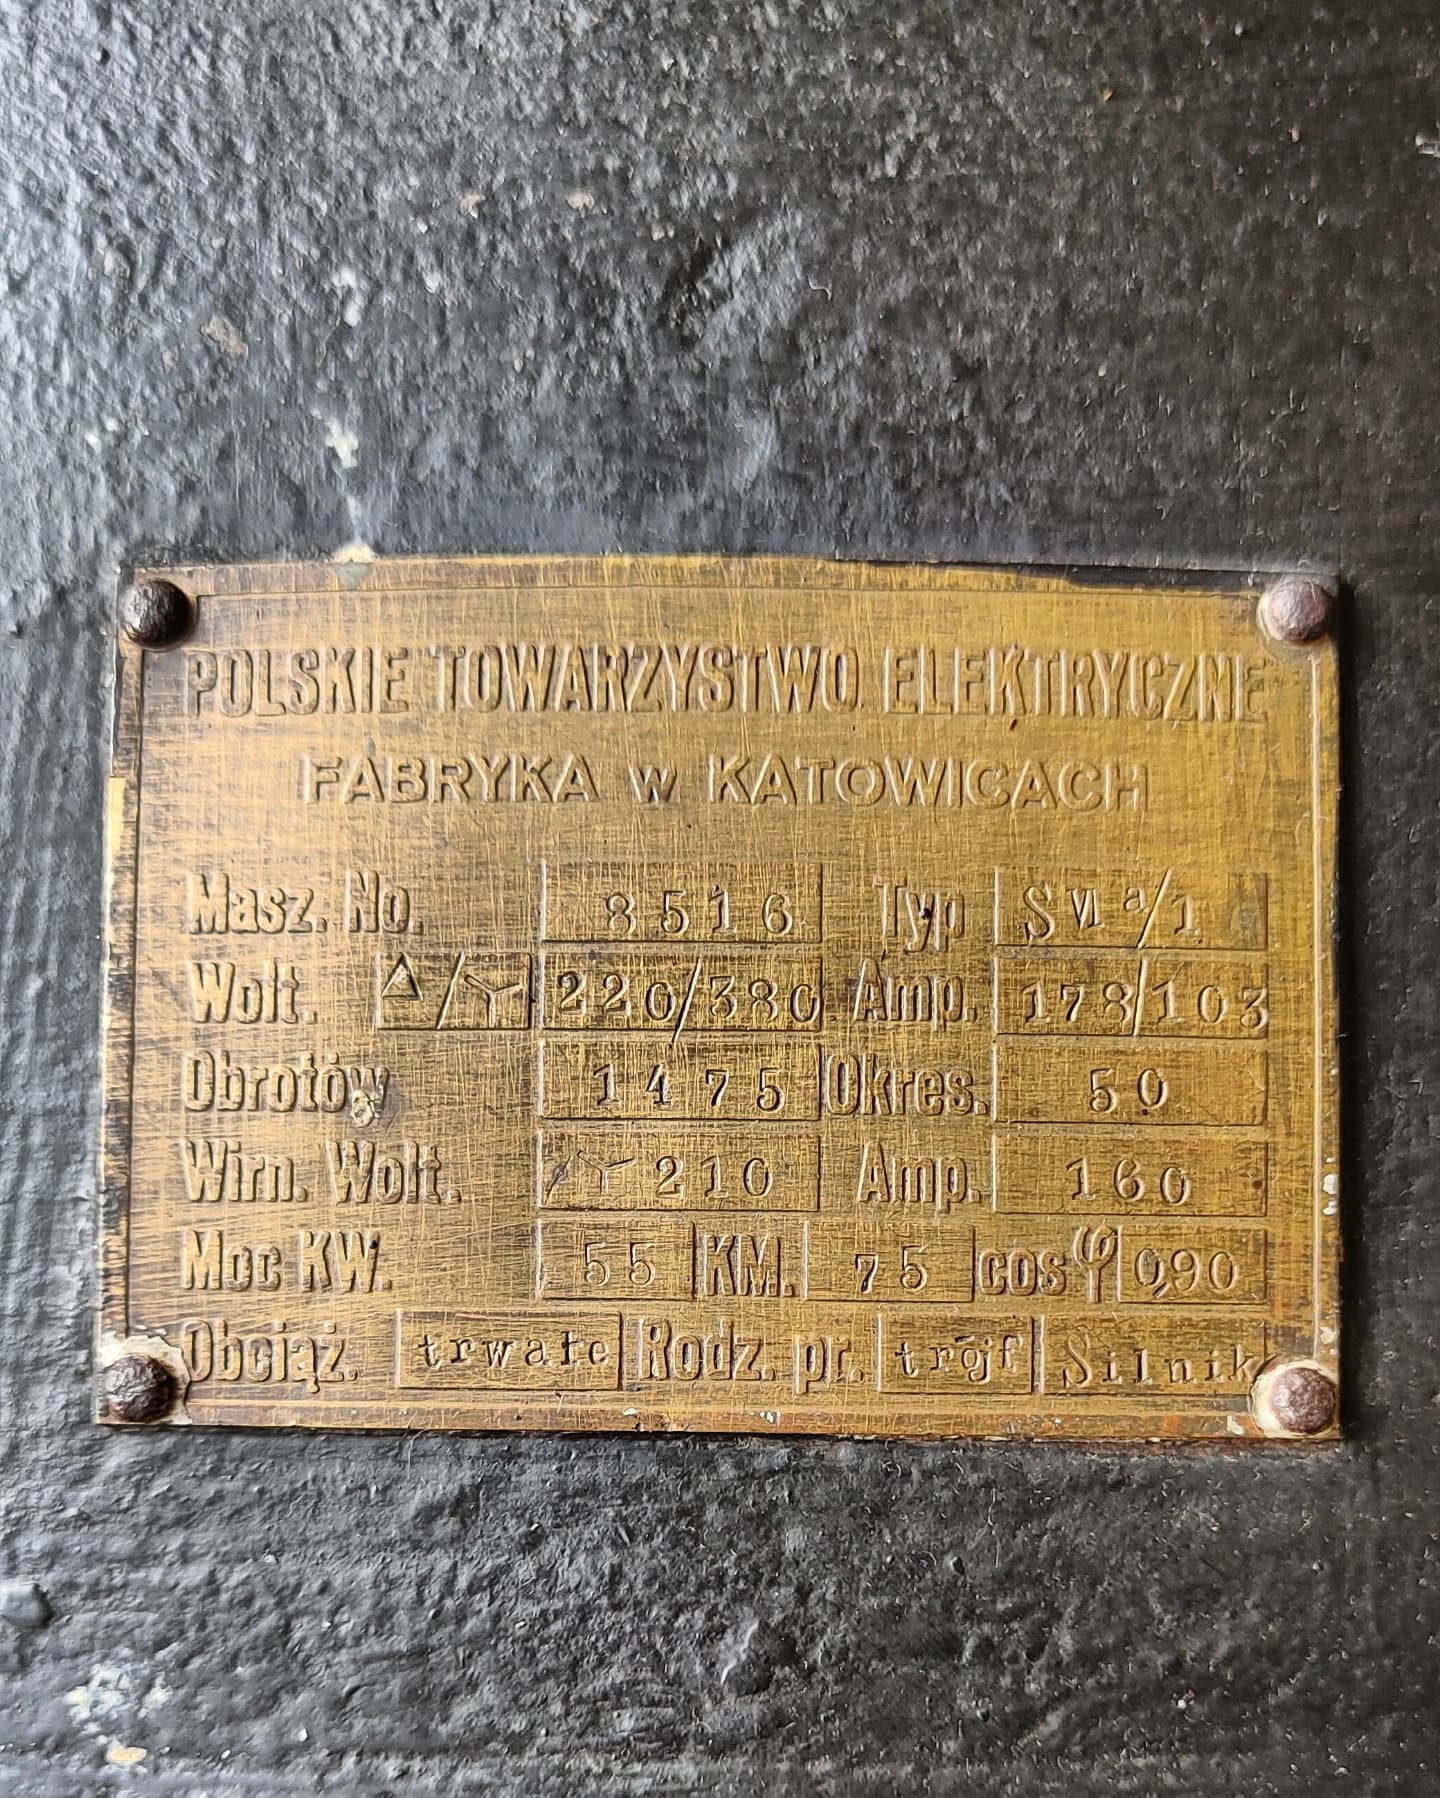 POLSKIE TOWARZYSTWO ELEKTRYCZNE
FABRYKA w KATOWICACH
Masz. No. 8516 Typ S VI a/1
Wolt. △/Y 220/380 Amp. 178/103
Obrotów 1475 Okres. 50
Wirn. Wolt. Y 210 Amp. 160
Moc KW. 55 KM. 75 cos φ 0,90
Obciąż. trwałe Rodz. pr. trójf Silnik